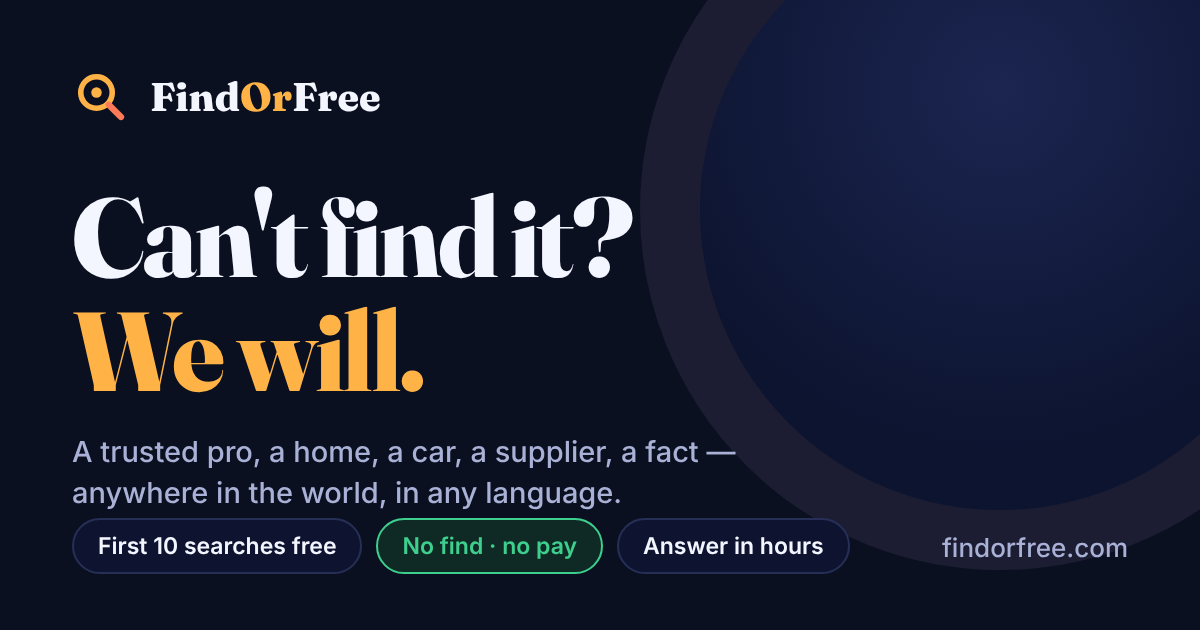 FindOrFree
Can't find it?
We will.
A trusted pro, a home, a car, a supplier, a fact —
anywhere in the world, in any language.
First 10 searches free
No find · no pay
Answer in hours
findorfree.com